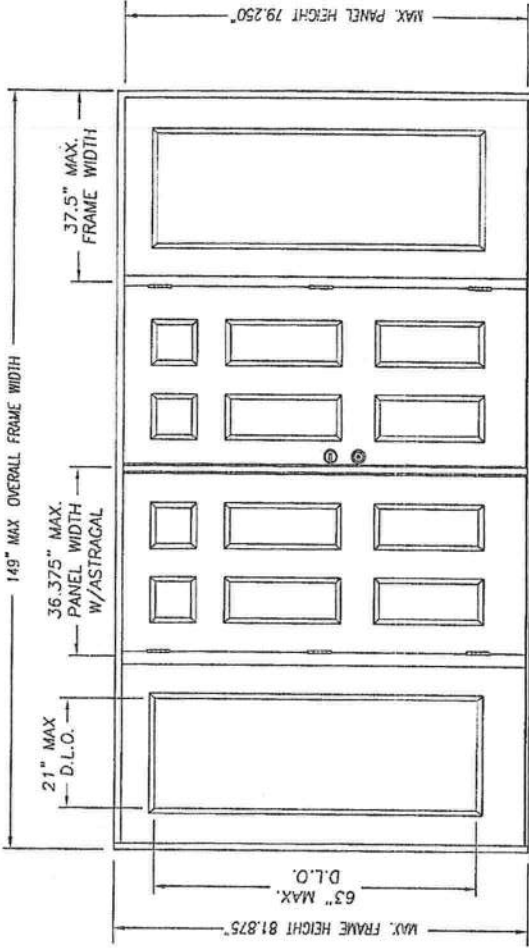 149" MAX OVERALL FRAME WIDTH
37.5" MAX.
FRAME WIDTH
36.375" MAX.
PANEL WIDTH
W/ASTRAGAL
21" MAX
D.L.O.
63" MAX.
D.L.O.
MAX. FRAME HEIGHT 81.875"
MAX. PANEL HEIGHT 79.250"